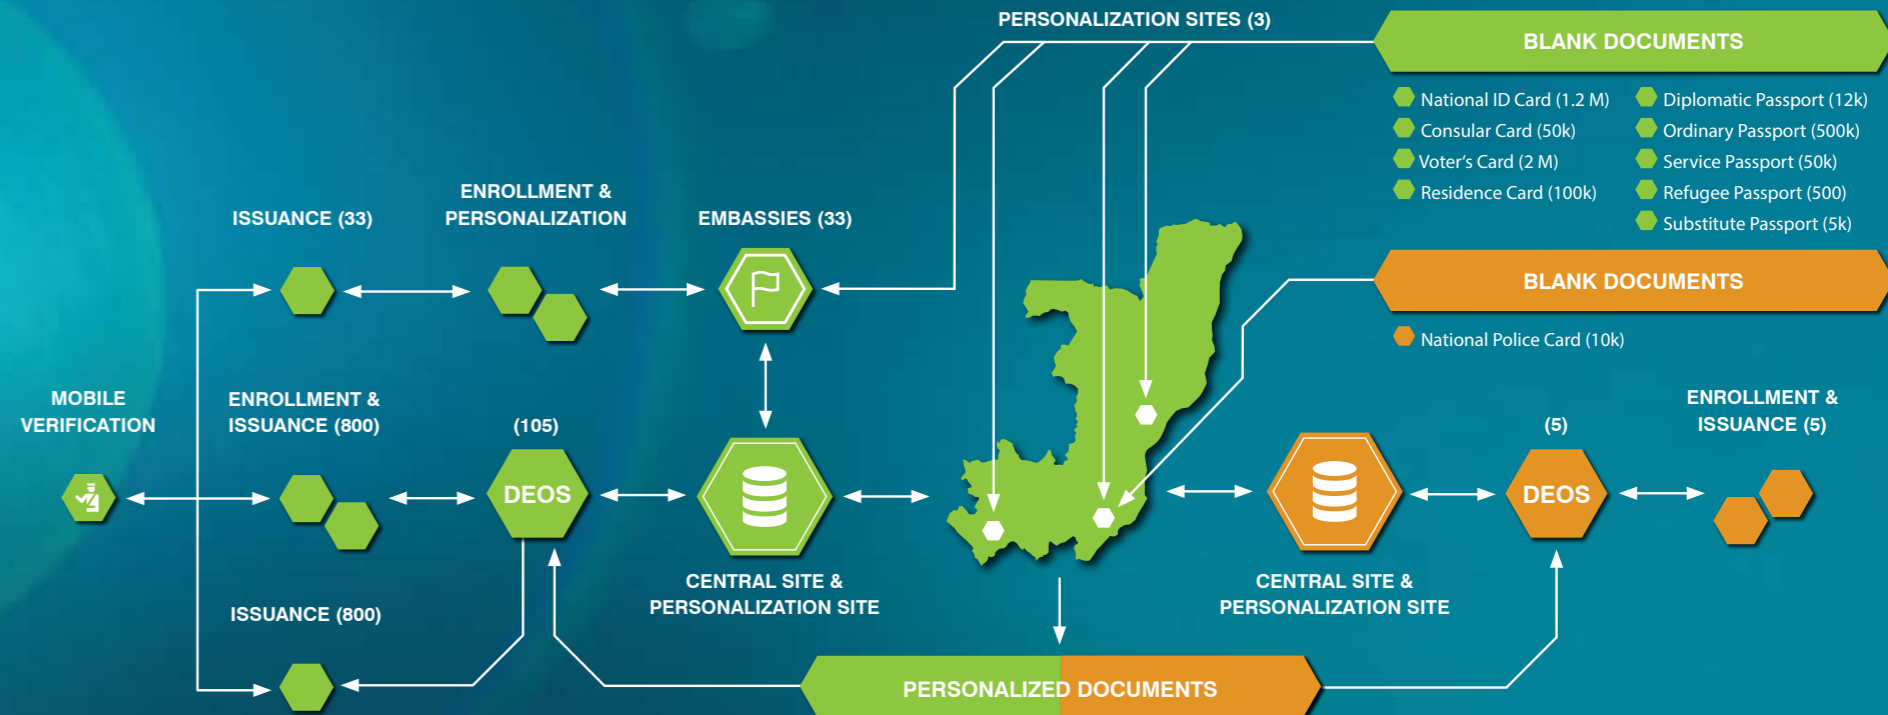 PERSONALIZATION SITES (3)
BLANK DOCUMENTS
National ID Card (1.2 M)
Consular Card (50k)
Voter's Card (2 M)
Residence Card (100k)
Diplomatic Passport (12k)
Ordinary Passport (500k)
Service Passport (50k)
Refugee Passport (500)
Substitute Passport (5k)
BLANK DOCUMENTS
National Police Card (10k)
ISSUANCE (33)
ENROLLMENT &
PERSONALIZATION
EMBASSIES (33)
MOBILE
VERIFICATION
ENROLLMENT &
ISSUANCE (800)
(105)
DEOS
CENTRAL SITE &
PERSONALIZATION SITE
ISSUANCE (800)
CENTRAL SITE &
PERSONALIZATION SITE
(5)
DEOS
ENROLLMENT &
ISSUANCE (5)
PERSONALIZED DOCUMENTS